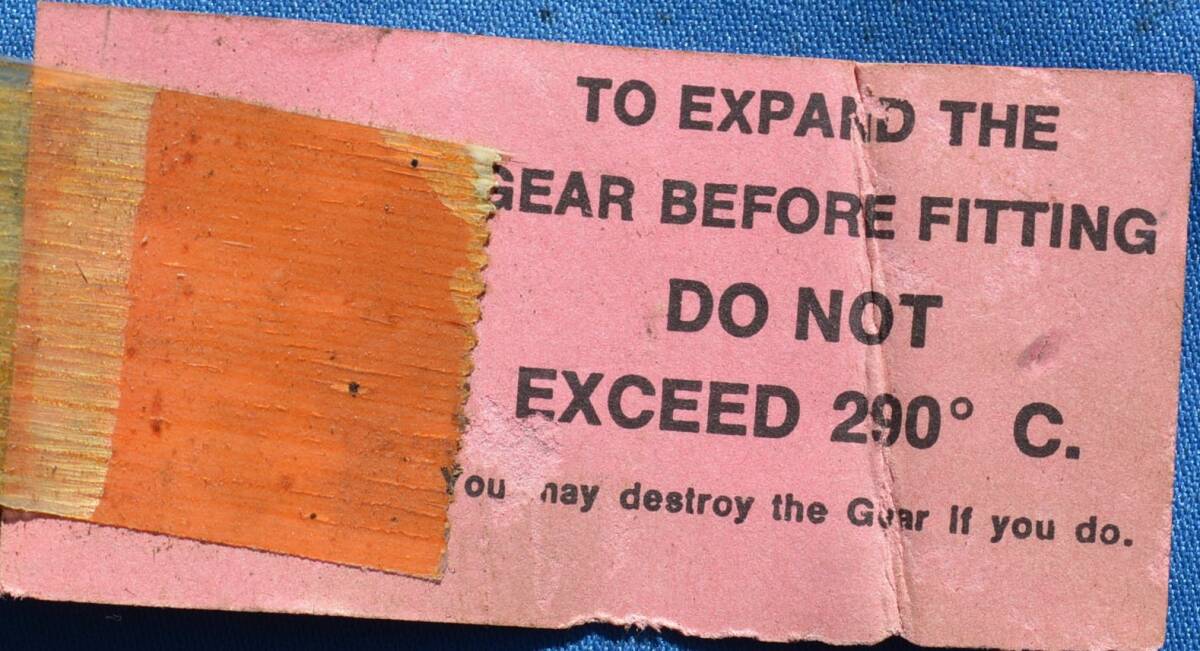 TO EXPAND THE
GEAR BEFORE FITTING
DO NOT
EXCEED 290° C.
You may destroy the Gear if you do.